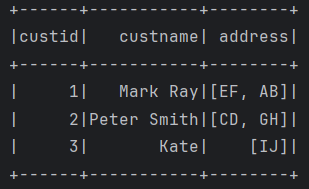 +------+-----------+--------+
|custid|   custname| address|
+------+-----------+--------+
|     1|   Mark Ray|[EF, AB]|
|     2|Peter Smith|[CD, GH]|
|     3|       Kate|    [IJ]|
+------+-----------+--------+